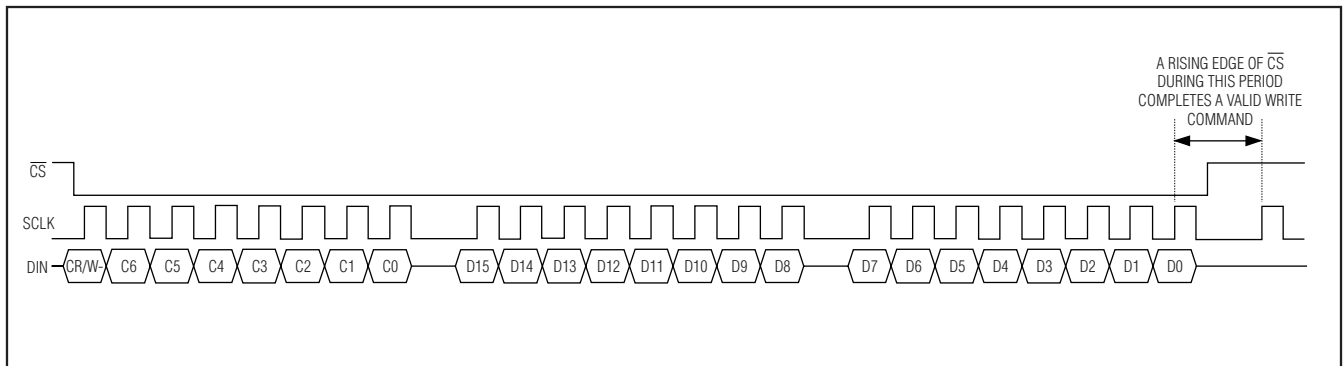 A RISING EDGE OF CS
DURING THIS PERIOD
COMPLETES A VALID WRITE
COMMAND
CS
SCLK
DIN CR/W- C6 C5 C4 C3 C2 C1 C0 D15 D14 D13 D12 D11 D10 D9 D8 D7 D6 D5 D4 D3 D2 D1 D0